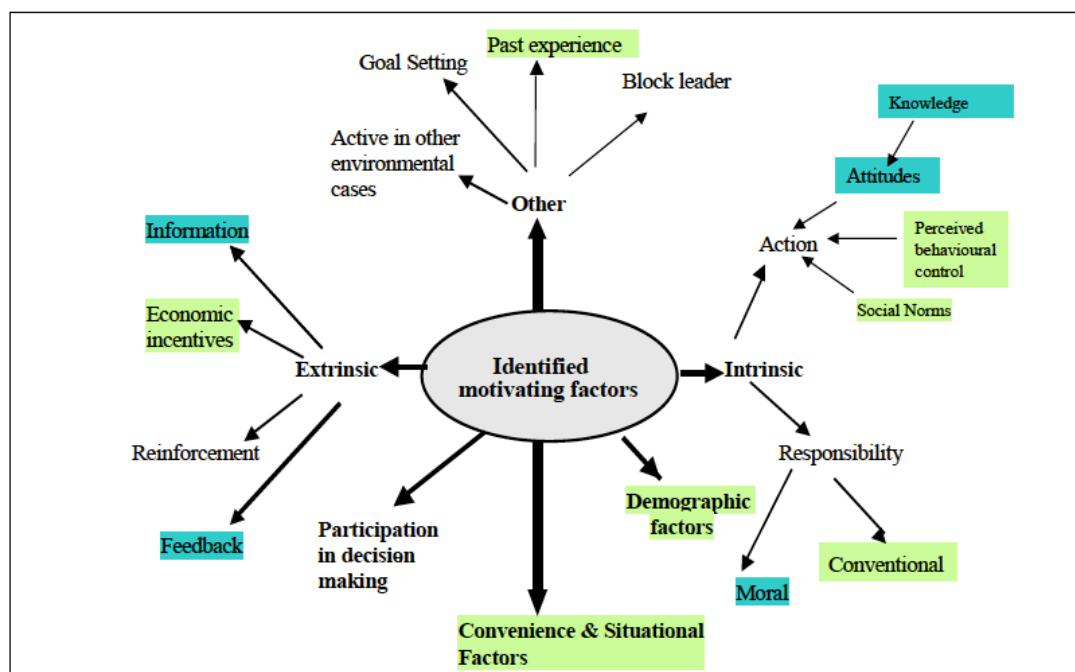 Past experience
Goal Setting
Block leader
Knowledge
Active in other
environmental
cases
Attitudes
Other
Information
Action
Perceived
behavioural
control
Economic
incentives
Social Norms
Extrinsic
Identified
motivating factors
Intrinsic
Reinforcement
Responsibility
Demographic
factors
Participation
in decision
making
Feedback
Conventional
Moral
Convenience & Situational
Factors